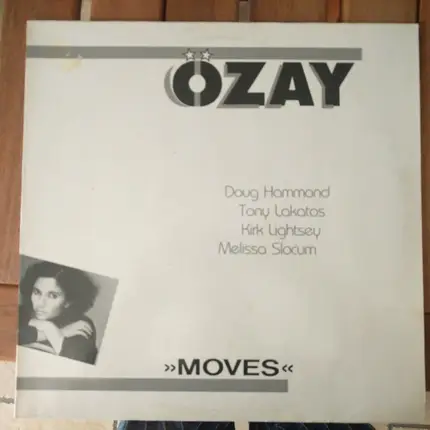 ÖZAY
Doug Hammond
Tony Lakatos
Kirk Lightsey
Melissa Slocum
»MOVES«